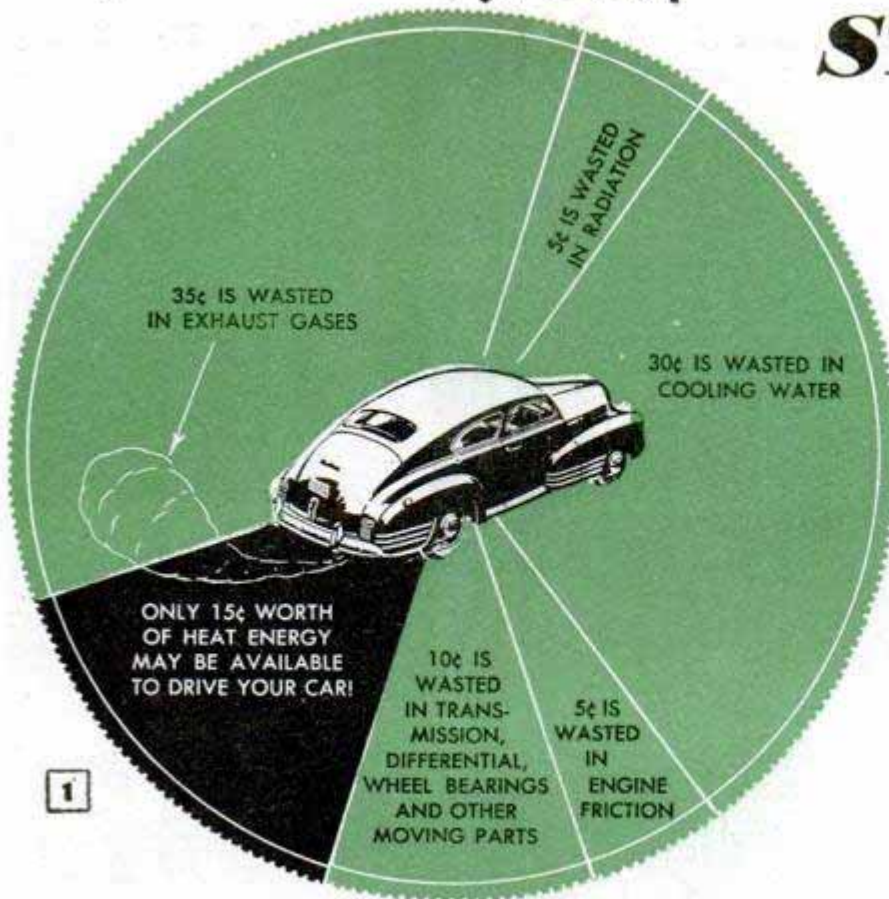 5¢ IS WASTED
IN RADIATION
35¢ IS WASTED
IN EXHAUST GASES
30¢ IS WASTED IN
COOLING WATER
ONLY 15¢ WORTH
OF HEAT ENERGY
MAY BE AVAILABLE
TO DRIVE YOUR CAR!
10¢ IS
WASTED
IN TRANS-
MISSION,
DIFFERENTIAL,
WHEEL BEARINGS
AND OTHER
MOVING PARTS
5¢ IS
WASTED
IN
ENGINE
FRICTION
1